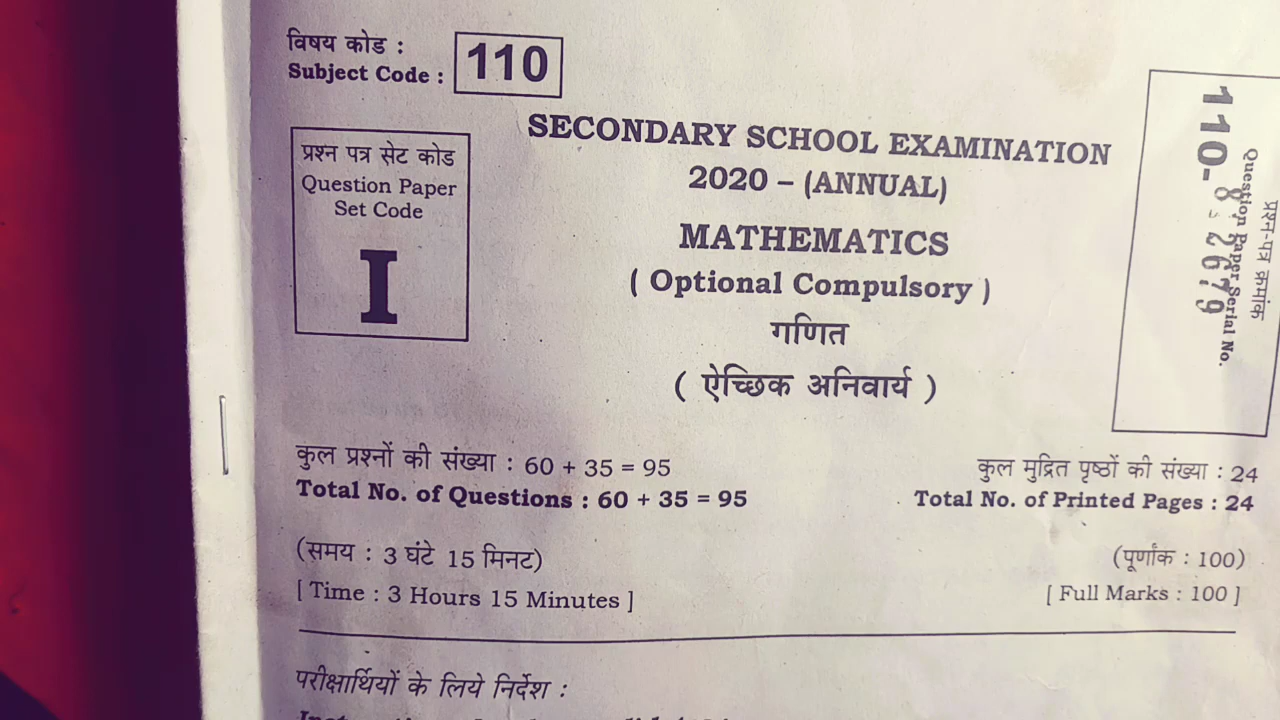 विषय कोड :
Subject Code :
110
प्रश्न पत्र सेट कोड
Question Paper
Set Code
I
SECONDARY SCHOOL EXAMINATION
2020 – (ANNUAL)
MATHEMATICS
( Optional Compulsory )
गणित
( ऐच्छिक अनिवार्य )
प्रश्न-पत्र क्रमांक
Question Paper Serial No.
110-
कुल प्रश्नों की संख्या : 60 + 35 = 95
Total No. of Questions : 60 + 35 = 95
कुल मुद्रित पृष्ठों की संख्या : 24
Total No. of Printed Pages : 24
(समय : 3 घंटे 15 मिनट)
[ Time : 3 Hours 15 Minutes ]
(पूर्णांक : 100)
[ Full Marks : 100 ]
परीक्षार्थियों के लिये निर्देश :